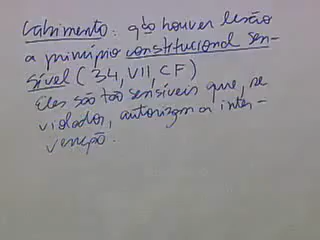 Cabimento: qdo houver lesão
a princípio constitucional sen-
sível (34, VII, CF)
Eles são tão sensíveis que, se
violados, autorizam a inter-
venção.